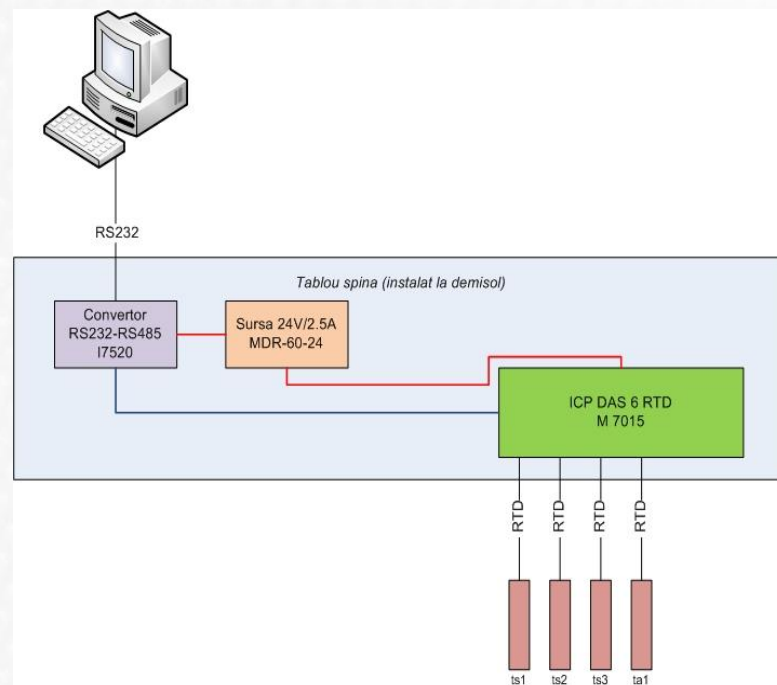 RS232
Tablou spina (instalat la demisol)
Convertor
RS232-RS485
I7520
Sursa 24V/2.5A
MDR-60-24
ICP DAS 6 RTD
M 7015
RTD
RTD
RTD
RTD
ts1
ts2
ts3
ta1